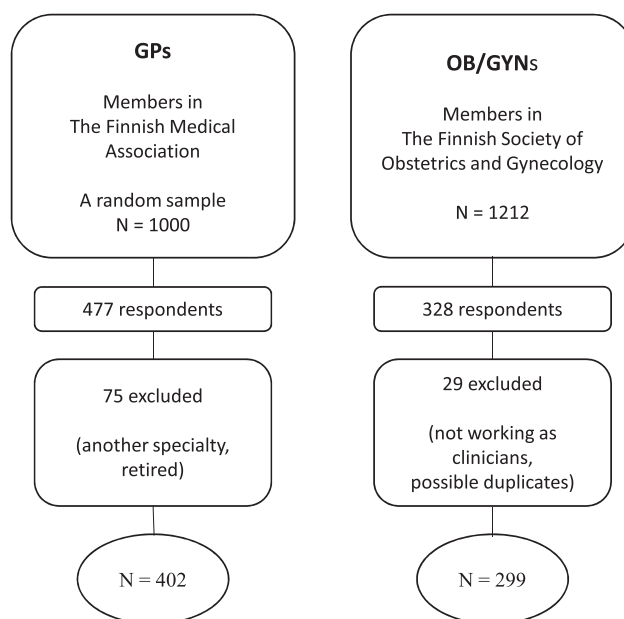 GPs
Members in
The Finnish Medical
Association
A random sample
N = 1000
477 respondents
75 excluded
(another specialty,
retired)
N = 402
OB/GYNs
Members in
The Finnish Society of
Obstetrics and Gynecology
N = 1212
328 respondents
29 excluded
(not working as
clinicians,
possible duplicates)
N = 299